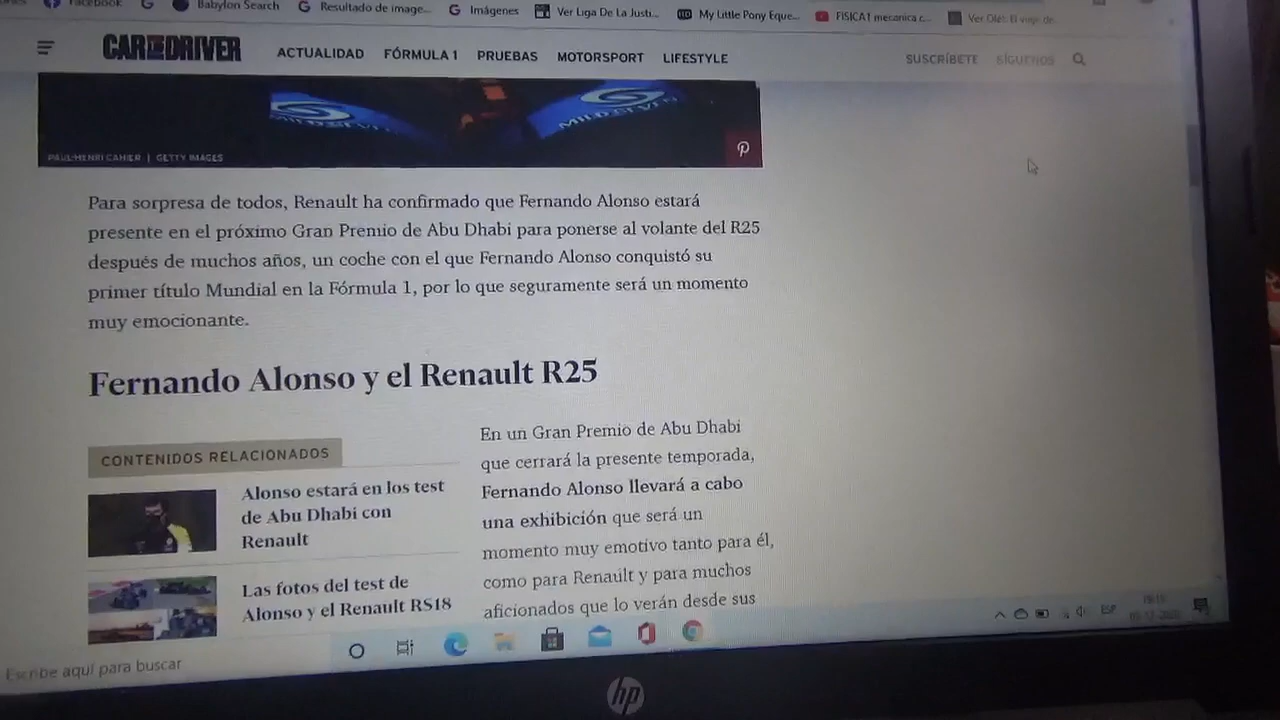 Facebook
Babylon Search
Resultado de image...
Imágenes
Ver Liga De La Justi...
My Little Pony Eque...
FISICA1 mecanica c...
CAR AND DRIVER
ACTUALIDAD
FÓRMULA 1
PRUEBAS
MOTORSPORT
LIFESTYLE
SUSCRÍBETE
SÍGUENOS
MILD SEVEN
MILD SEVEN
PAUL-HENRI CAHIER | GETTY IMAGES
Para sorpresa de todos, Renault ha confirmado que Fernando Alonso estará
presente en el próximo Gran Premio de Abu Dhabi para ponerse al volante del R25
después de muchos años, un coche con el que Fernando Alonso conquistó su
primer título Mundial en la Fórmula 1, por lo que seguramente será un momento
muy emocionante.
Fernando Alonso y el Renault R25
CONTENIDOS RELACIONADOS
Alonso estará en los test
de Abu Dhabi con
Renault
Las fotos del test de
Alonso y el Renault RS18
En un Gran Premio de Abu Dhabi
que cerrará la presente temporada,
Fernando Alonso llevará a cabo
una exhibición que será un
momento muy emotivo tanto para él,
como para Renault y para muchos
aficionados que lo verán desde sus
Escribe aquí para buscar
hp